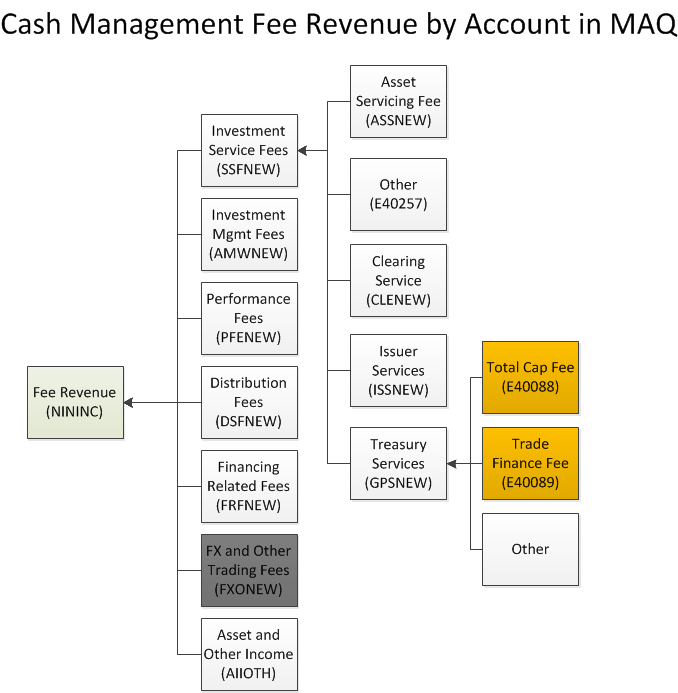 Cash Management Fee Revenue by Account in MAQ
Asset
Servicing Fee
(ASSNEW)
Investment
Service Fees
(SSFNEW)
Other
(E40257)
Investment
Mgmt Fees
(AMWNEW)
Clearing
Service
(CLENEW)
Performance
Fees
(PFENEW)
Issuer
Services
(ISSNEW)
Total Cap Fee
(E40088)
Fee Revenue
(NININC)
Distribution
Fees
(DSFNEW)
Treasury
Services
(GPSNEW)
Trade
Finance Fee
(E40089)
Financing
Related Fees
(FRFNEW)
Other
FX and Other
Trading Fees
(FXONEW)
Asset and
Other Income
(AIIOTH)